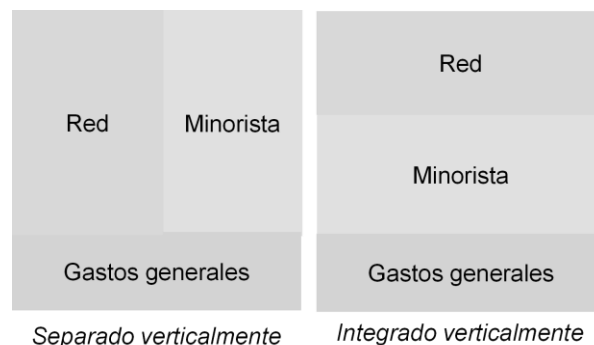 Red
Minorista
Gastos generales
Separado verticalmente
Red
Minorista
Gastos generales
Integrado verticalmente